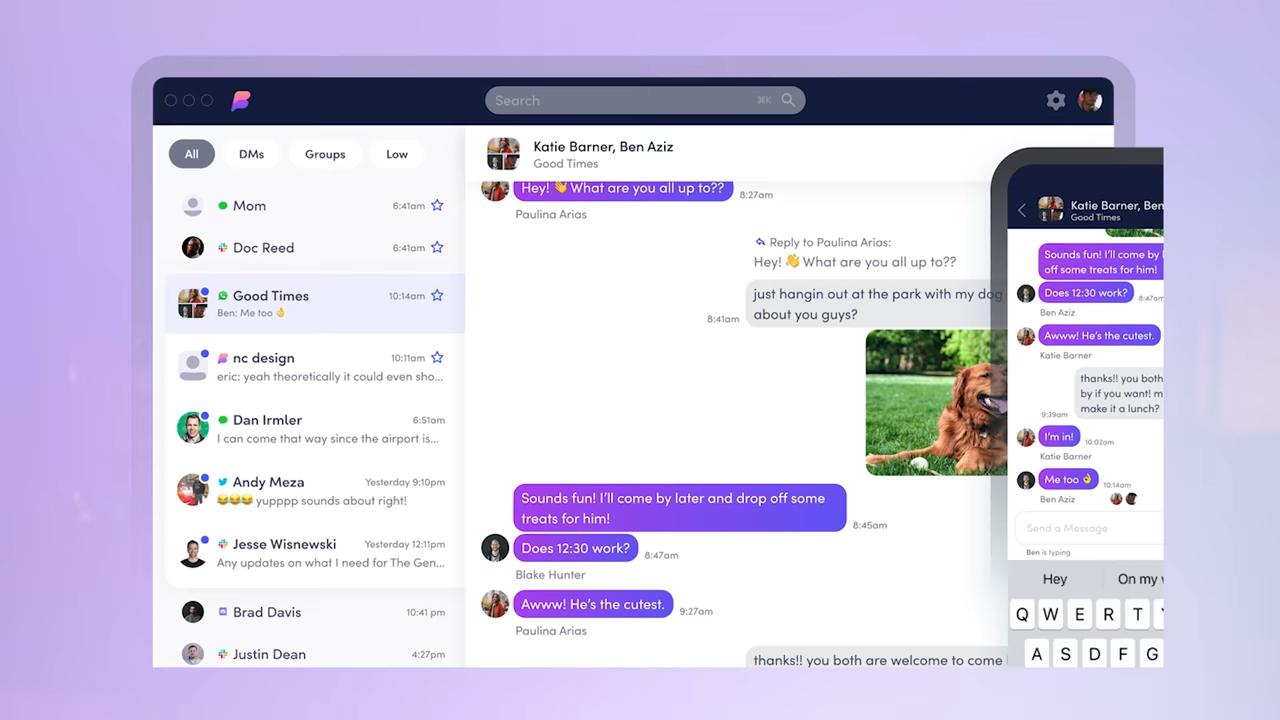 Search ⌘K
All DMs Groups Low
Mom 6:41am
Doc Reed 6:41am
Good Times 10:14am
Ben: Me too 👌
nc design 10:11am
eric: yeah theoretically it could even sho...
Dan Irmler 6:51am
I can come that way since the airport is...
Andy Meza Yesterday 9:10pm
😂😂😂 yupppp sounds about right!
Jesse Wisnewski Yesterday 12:11pm
Any updates on what I need for The Gen...
Brad Davis 10:41 pm
Justin Dean 4:27pm
Katie Barner, Ben Aziz
Good Times
Hey! 👋 What are you all up to?? 8:27am
Paulina Arias
Reply to Paulina Arias:
Hey! 👋 What are you all up to??
just hangin out at the park with my dog
about you guys?
8:41am
Sounds fun! I’ll come by later and drop off some
treats for him!
8:45am
Does 12:30 work? 8:47am
Blake Hunter
Awww! He’s the cutest. 9:27am
Paulina Arias
thanks!! you both are welcome to come
Katie Barner, Ben
Good Times
Sounds fun! I’ll come by
off some treats for him!
Does 12:30 work? 8:47a
Ben Aziz
Awww! He’s the cutest.
Katie Barner
thanks!! you both
by if you want! m
make it a lunch?
9:39am
I’m in! 10:02am
Katie Barner
Me too 👌 10:14am
Ben Aziz
Send a Message
Ben is typing
Hey On my
Q W E R T
A S D F G